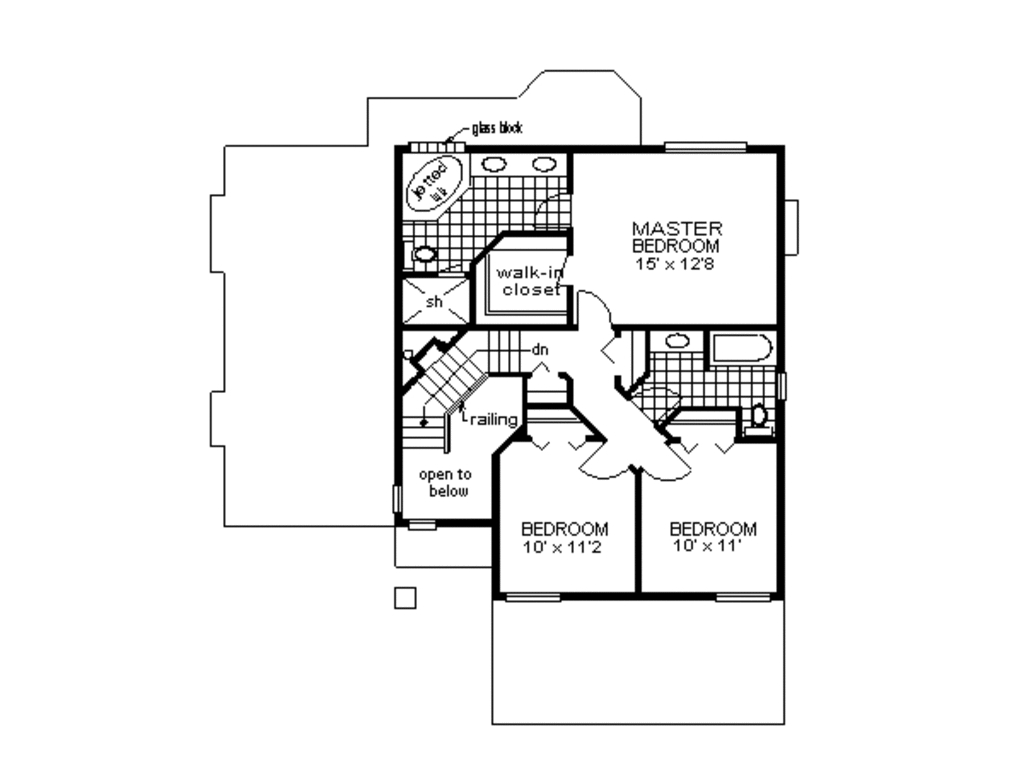 glass block
jetted
tub
MASTER
BEDROOM
15' x 12'8
walk-in
closet
sh
dn
railing
open to
below
BEDROOM
10' x 11'2
BEDROOM
10' x 11'